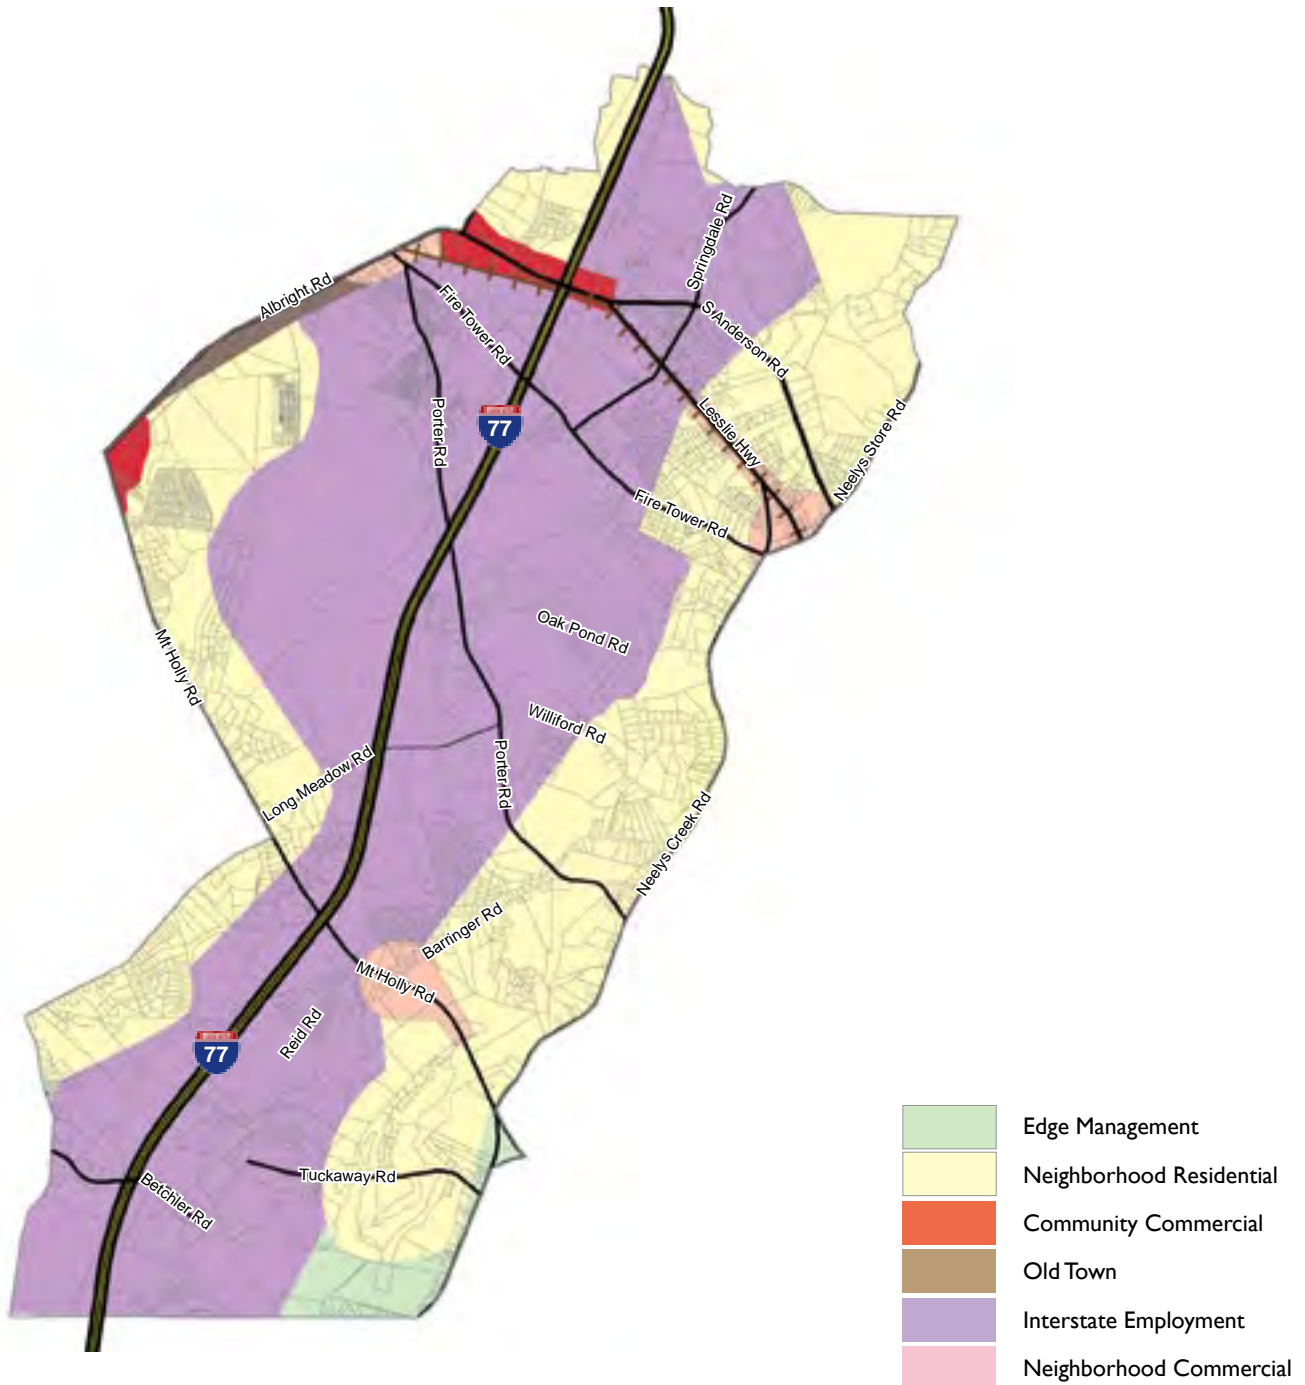 Springdale Rd
Albright Rd
Fire Tower Rd
S Anderson Rd
Porter Rd
77
Lesslie Hwy
Neelys Store Rd
Fire Tower Rd
Oak Pond Rd
Mt Holly Rd
Williford Rd
Long Meadow Rd
Porter Rd
Neelys Creek Rd
Barringer Rd
Mt Holly Rd
Reid Rd
77
Tuckaway Rd
Betchler Rd
Edge Management
Neighborhood Residential
Community Commercial
Old Town
Interstate Employment
Neighborhood Commercial